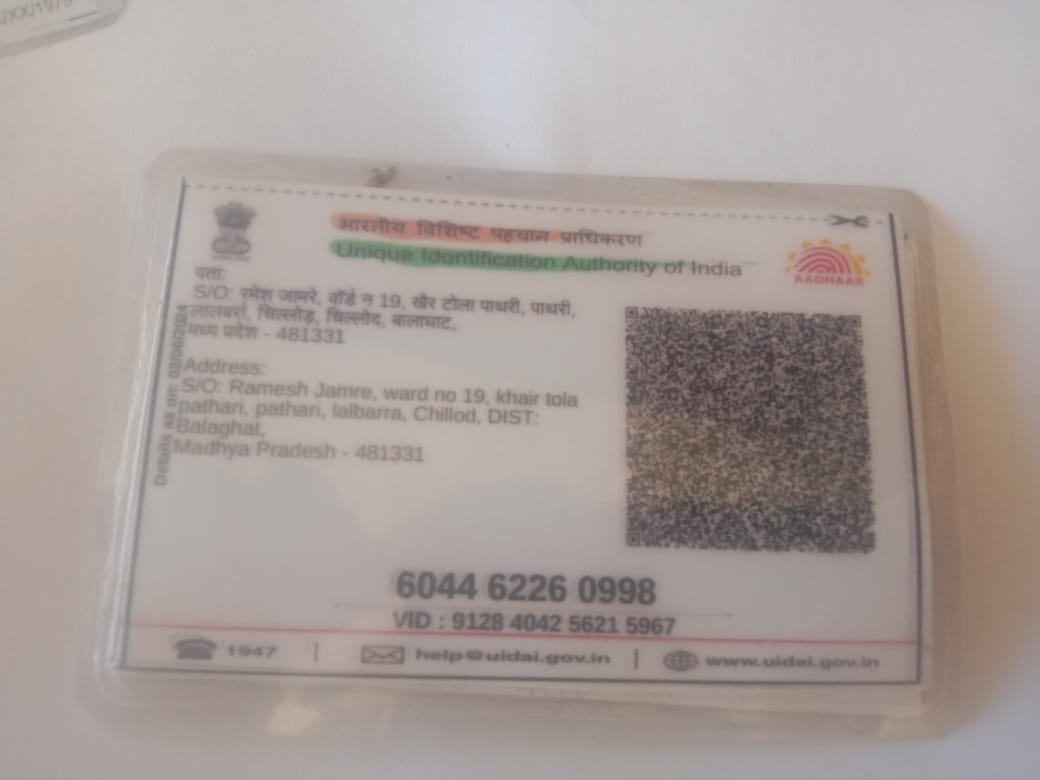 भारतीय विशिष्ट पहचान प्राधिकरण
Unique Identification Authority of India
AADHAAR
पता:
S/O: रमेश जामरे, वॉर्ड न 19, खैर टोला पाथरी, पाथरी,
लालबर्रा, चिल्लोड़, चिल्लोद, बालाघाट,
मध्य प्रदेश - 481331
Address:
S/O: Ramesh Jamre, ward no 19, khair tola
pathari, pathari, lalbarra, Chillod, DIST:
Balaghat,
Madhya Pradesh - 481331
Details as on: 02/06/2024
6044 6226 0998
VID : 9128 4042 5621 5967
1947 | help@uidai.gov.in | www.uidai.gov.in